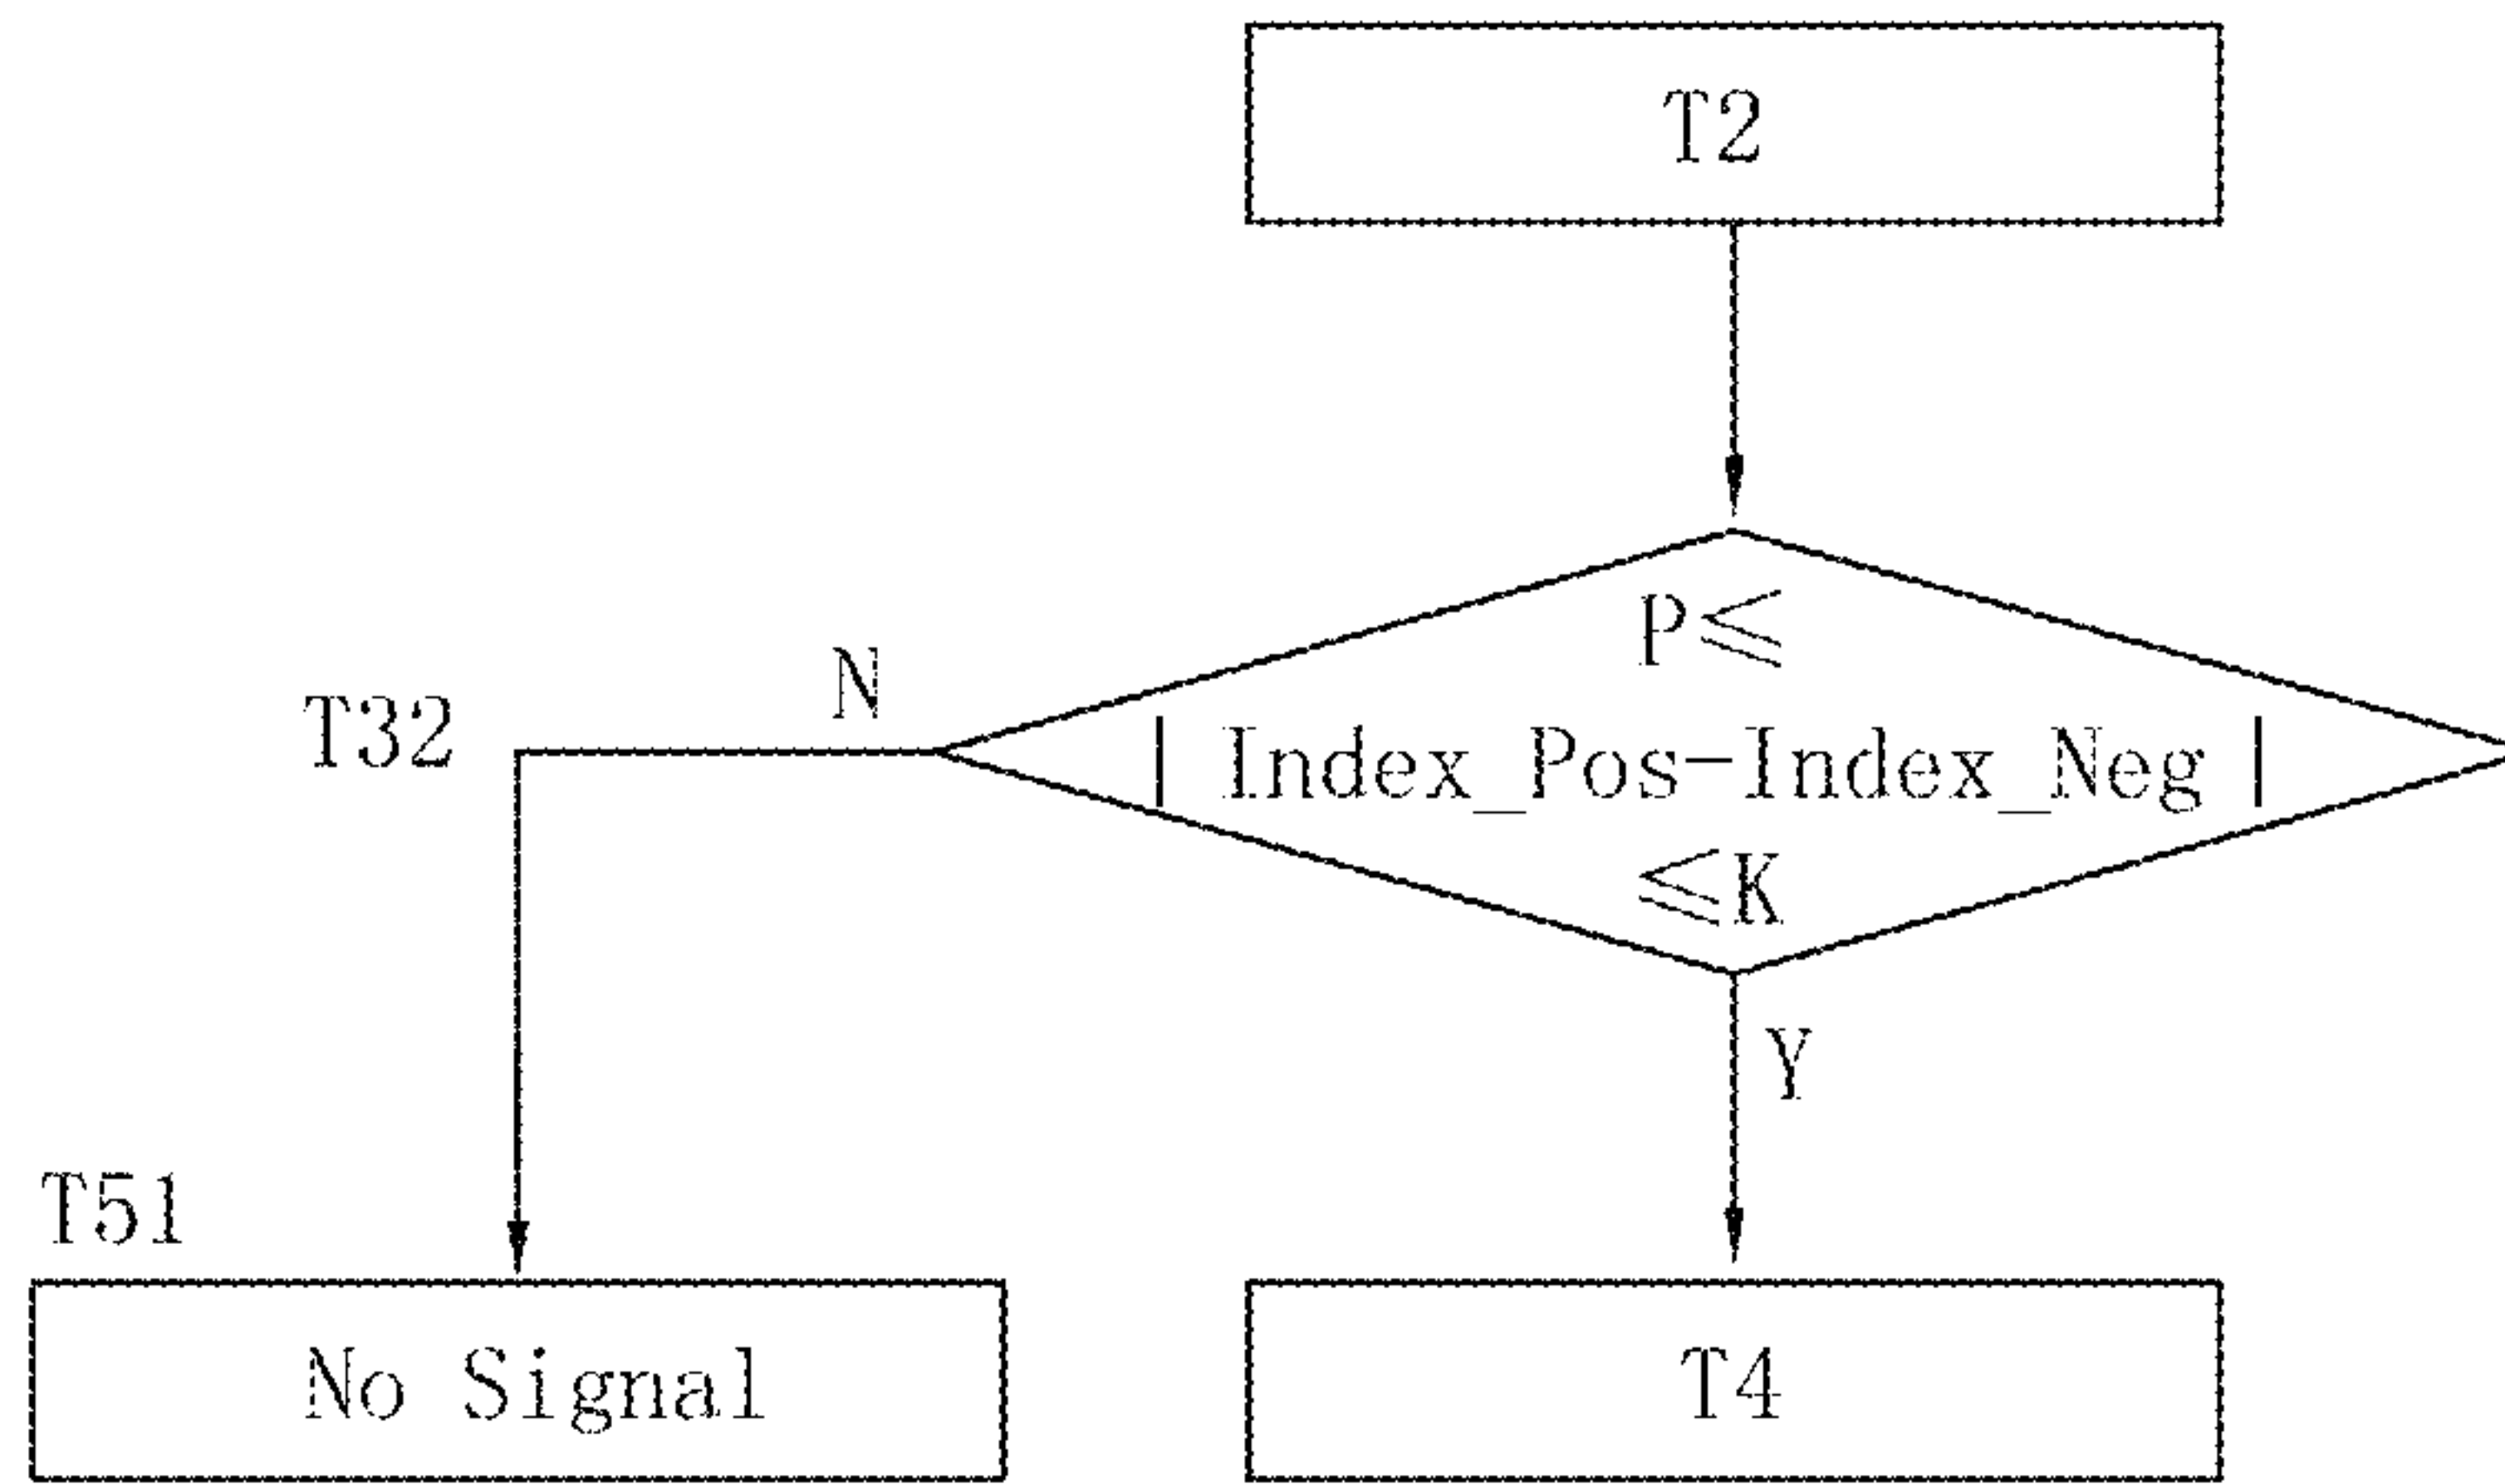 T2
P≤
N
T32
| Index_Pos-Index_Neg |
≤K
Y
T51
No Signal
T4